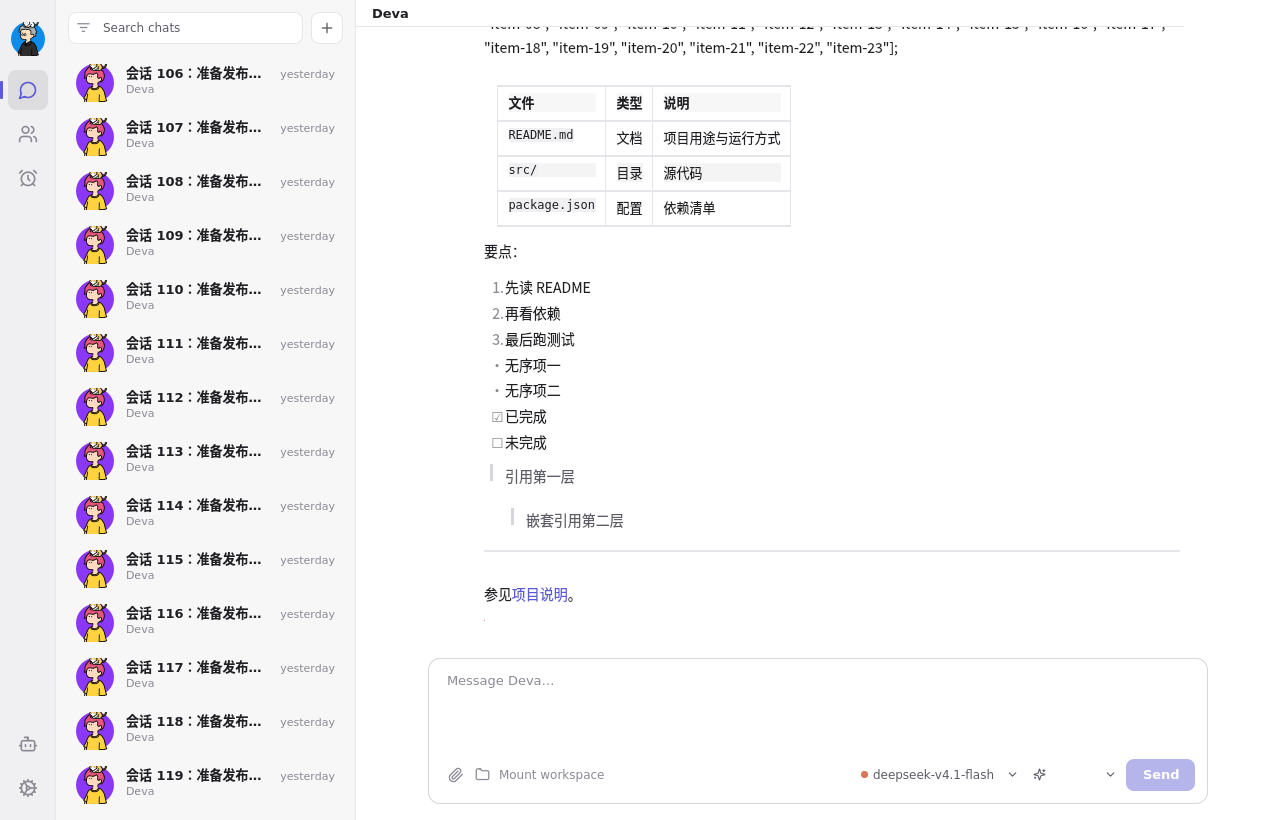 Search chats
会话 106：准备发布…
yesterday
Deva
会话 107：准备发布…
yesterday
Deva
会话 108：准备发布…
yesterday
Deva
会话 109：准备发布…
yesterday
Deva
会话 110：准备发布…
yesterday
Deva
会话 111：准备发布…
yesterday
Deva
会话 112：准备发布…
yesterday
Deva
会话 113：准备发布…
yesterday
Deva
会话 114：准备发布…
yesterday
Deva
会话 115：准备发布…
yesterday
Deva
会话 116：准备发布…
yesterday
Deva
会话 117：准备发布…
yesterday
Deva
会话 118：准备发布…
yesterday
Deva
会话 119：准备发布…
yesterday
Deva
Deva
"item-18", "item-19", "item-20", "item-21", "item-22", "item-23"];
文件 类型 说明
README.md 文档 项目用途与运行方式
src/ 目录 源代码
package.json 配置 依赖清单
要点：
1. 先读 README
2. 再看依赖
3. 最后跑测试
• 无序项一
• 无序项二
☑ 已完成
☐ 未完成
引用第一层
嵌套引用第二层
参见项目说明。
Message Deva…
Mount workspace
deepseek-v4.1-flash
Send